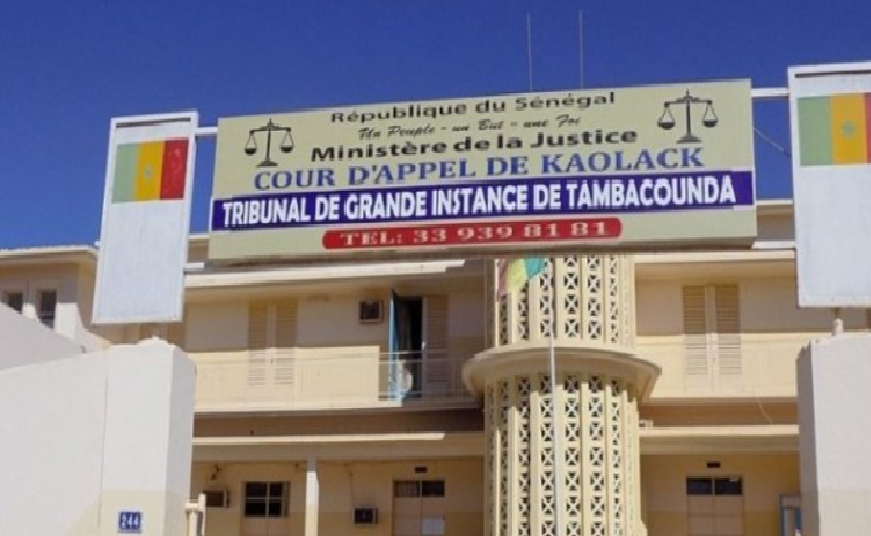 République du Sénégal
Un Peuple - un But - une Foi
Ministère de la Justice
COUR D'APPEL DE KAOLACK
TRIBUNAL DE GRANDE INSTANCE DE TAMBACOUNDA
TEL: 33 939 81 81
244